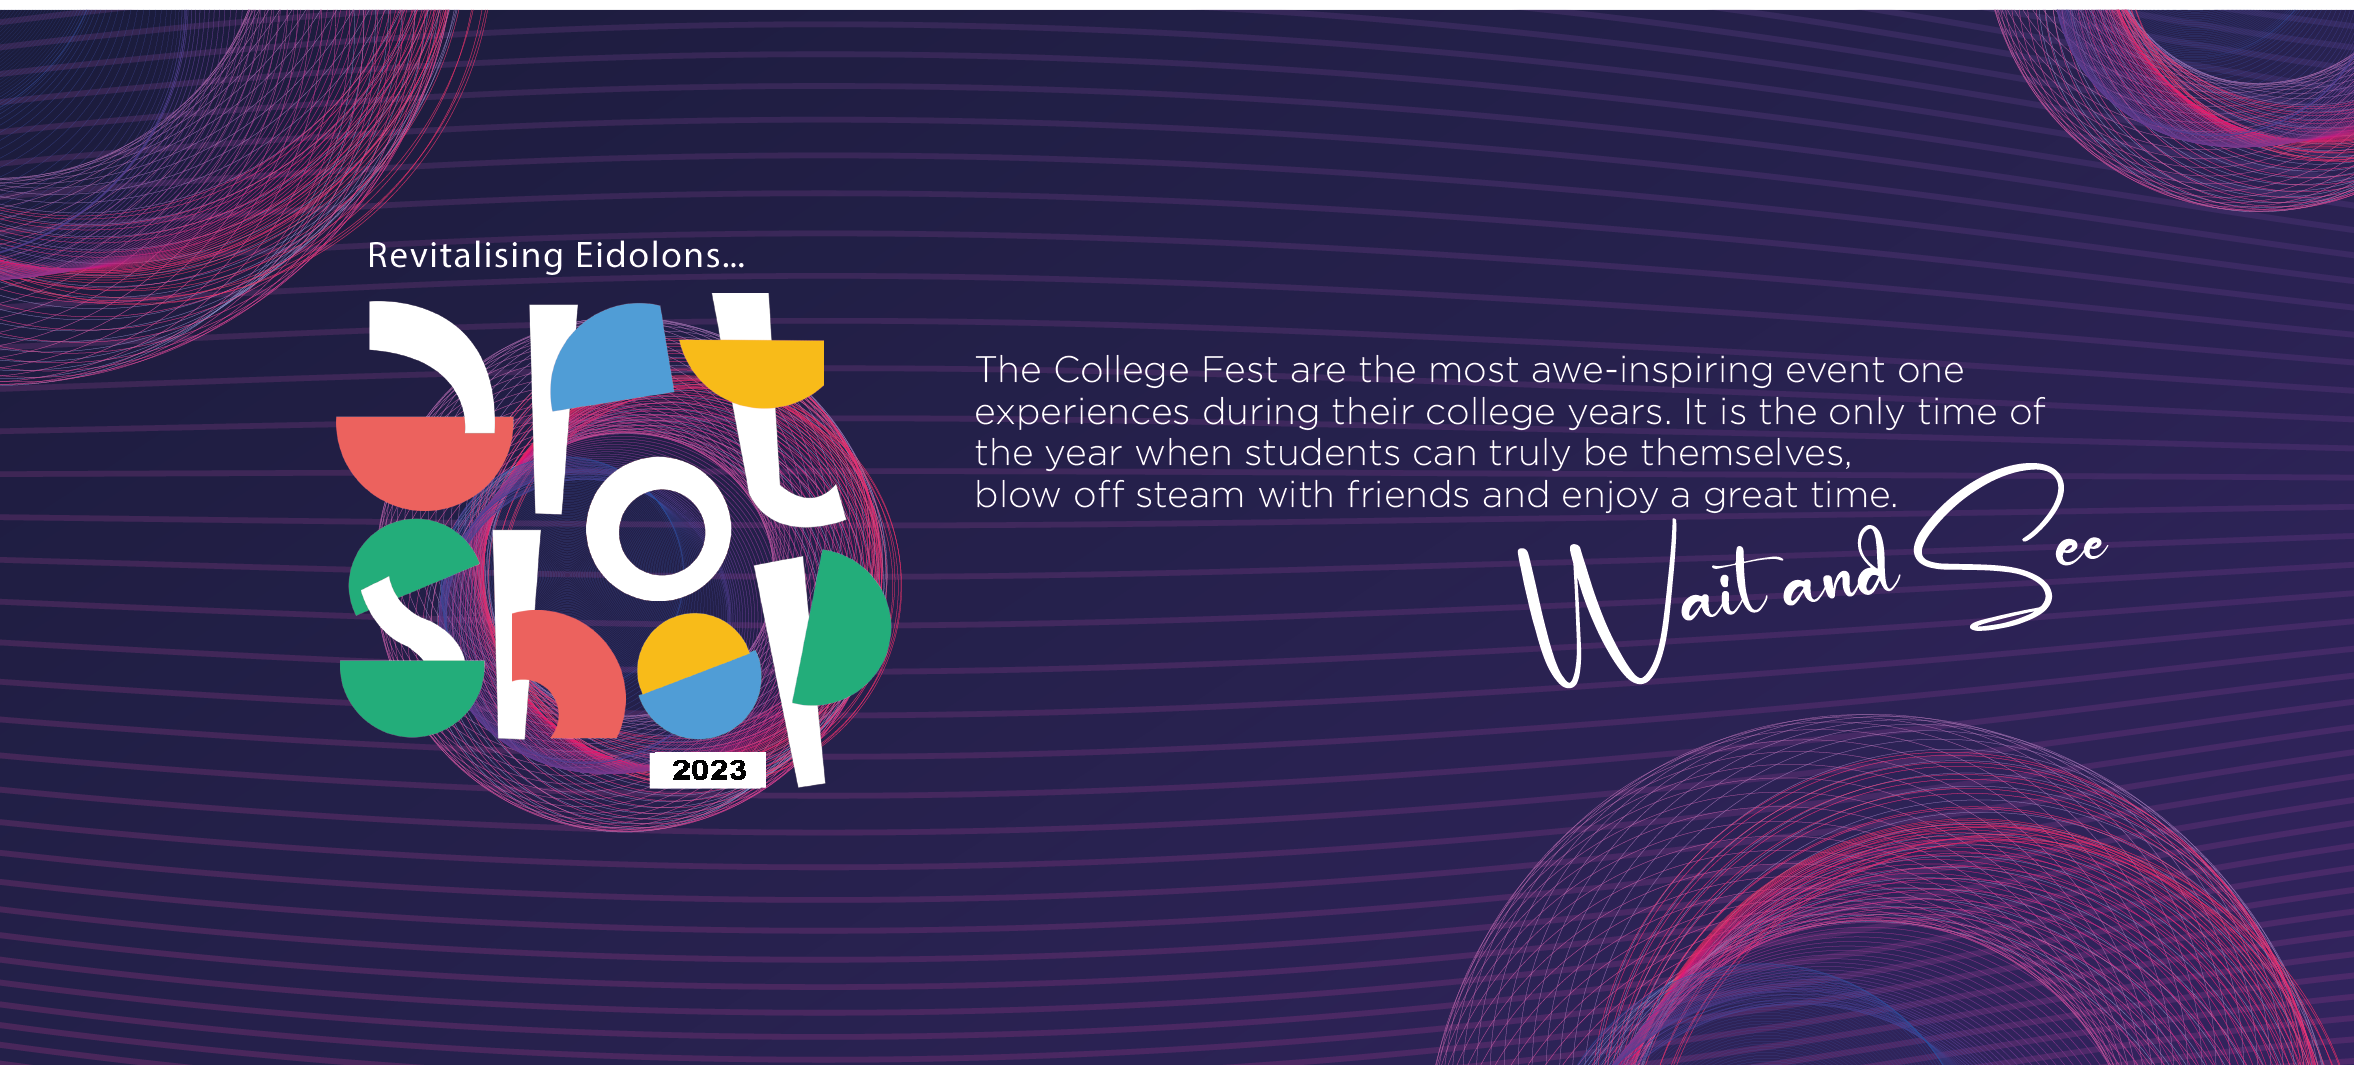 Revitalising Eidolons...
art
o
shop
2023
The College Fest are the most awe-inspiring event one
experiences during their college years. It is the only time of
the year when students can truly be themselves,
blow off steam with friends and enjoy a great time.
Wait and See